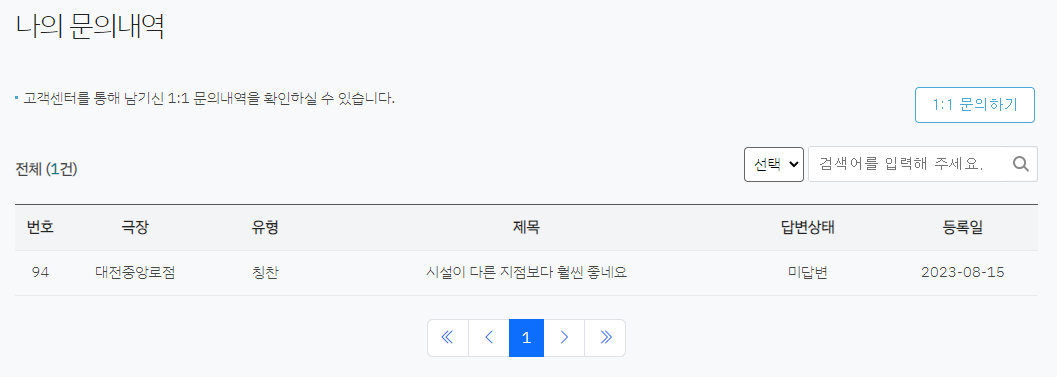 나의 문의내역
고객센터를 통해 남기신 1:1 문의내역을 확인하실 수 있습니다.
1:1 문의하기
전체 (1건)
선택
검색어를 입력해 주세요.
번호 극장 유형 제목 답변상태 등록일
94 대전중앙로점 칭찬 시설이 다른 지점보다 훨씬 좋네요 미답변 2023-08-15
« ‹ 1 › »